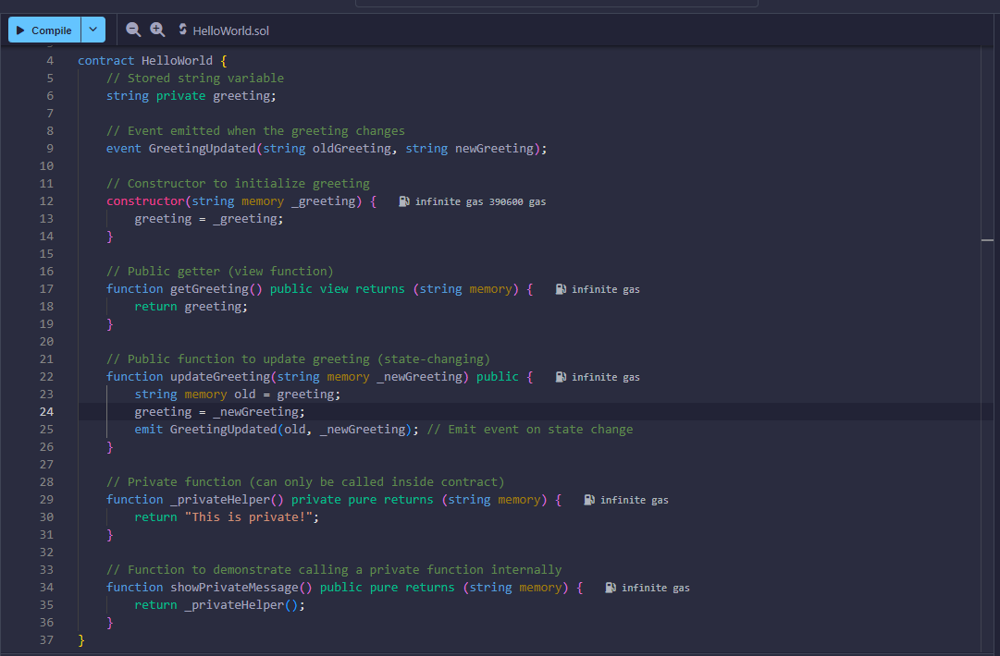 Compile HelloWorld.sol
4 contract HelloWorld {
5     // Stored string variable
6     string private greeting;
7
8     // Event emitted when the greeting changes
9     event GreetingUpdated(string oldGreeting, string newGreeting);
10
11     // Constructor to initialize greeting
12     constructor(string memory _greeting) { infinite gas 390600 gas
13         greeting = _greeting;
14     }
15
16     // Public getter (view function)
17     function getGreeting() public view returns (string memory) { infinite gas
18         return greeting;
19     }
20
21     // Public function to update greeting (state-changing)
22     function updateGreeting(string memory _newGreeting) public { infinite gas
23         string memory old = greeting;
24         greeting = _newGreeting;
25         emit GreetingUpdated(old, _newGreeting); // Emit event on state change
26     }
27
28     // Private function (can only be called inside contract)
29     function _privateHelper() private pure returns (string memory) { infinite gas
30         return "This is private!";
31     }
32
33     // Function to demonstrate calling a private function internally
34     function showPrivateMessage() public pure returns (string memory) { infinite gas
35         return _privateHelper();
36     }
37 }